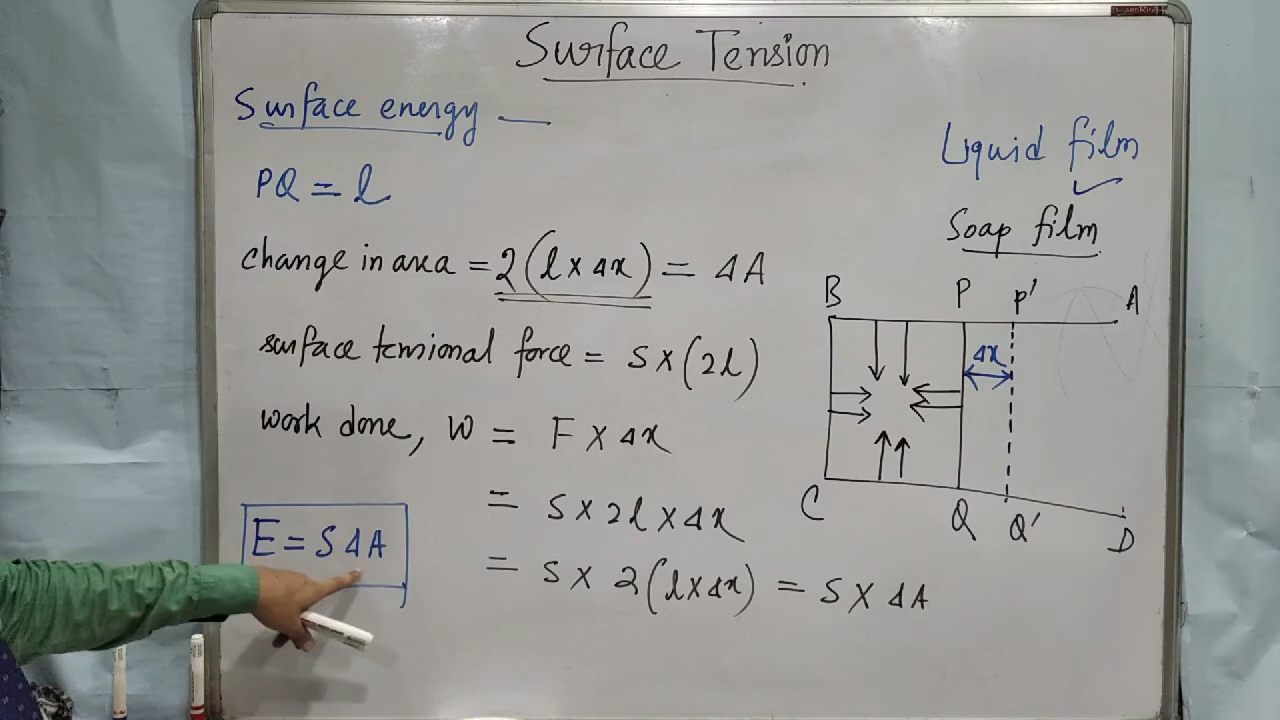 Surface Tension
Surface energy —
PQ = l
change in area = 2(l × Δx) = ΔA
surface tensional force = S × (2l)
work done, W = F × Δx
= S × 2l × Δx
= S × 2(l × Δx) = S × ΔA
E = S ΔA
Liquid film
Soap film
B P P' A
Δx
C Q Q' D